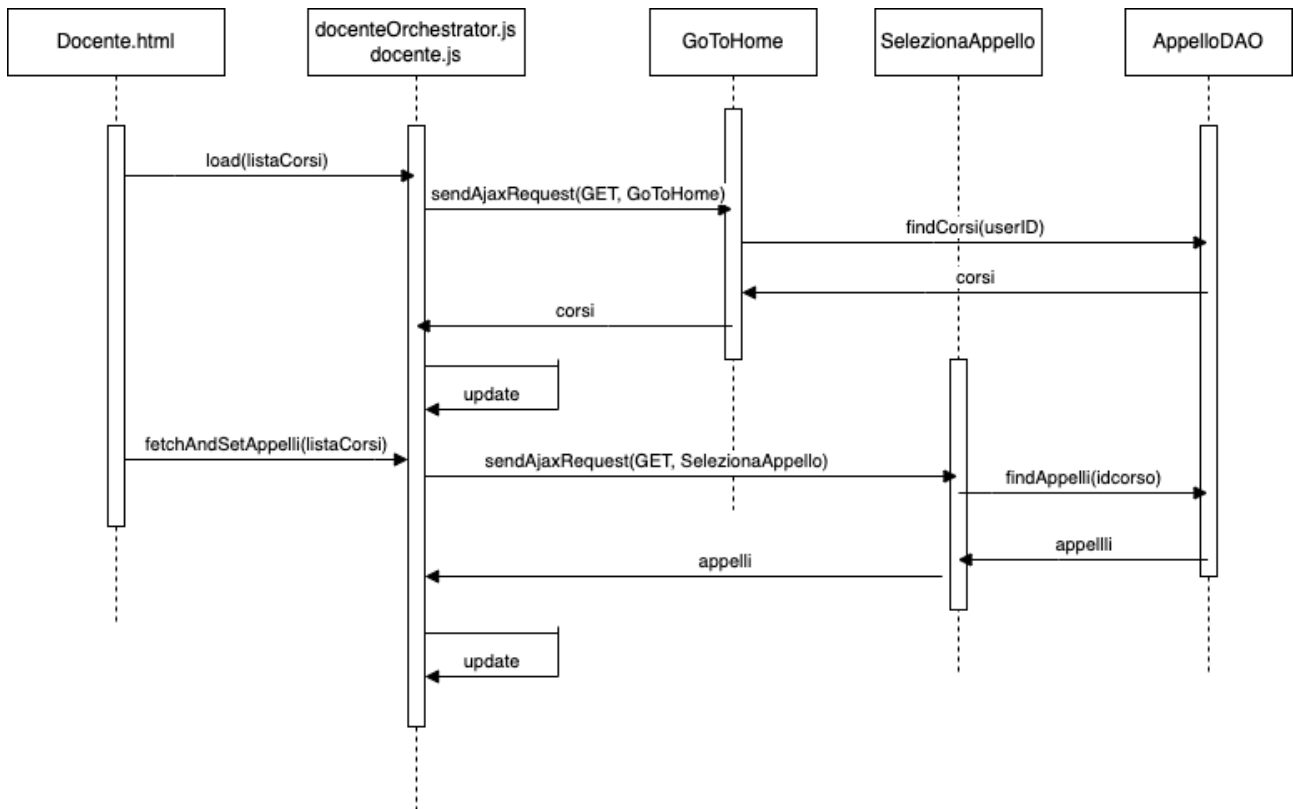 Docente.html
docenteOrchestrator.js
docente.js
GoToHome
SelezionaAppello
AppelloDAO
load(listaCorsi)
sendAjaxRequest(GET, GoToHome)
findCorsi(userID)
corsi
corsi
update
fetchAndSetAppelli(listaCorsi)
sendAjaxRequest(GET, SelezionaAppello)
findAppelli(idcorso)
appellli
appelli
update